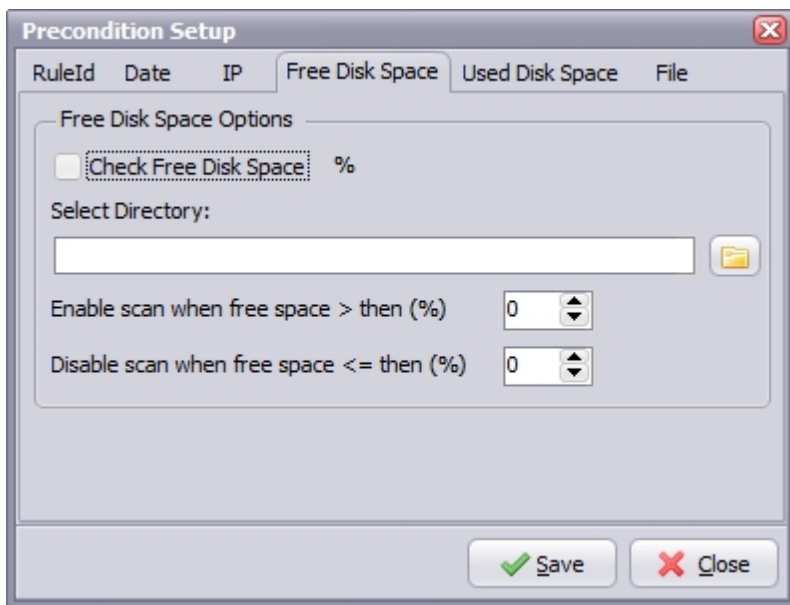 Precondition Setup
RuleId Date IP Free Disk Space Used Disk Space File
Free Disk Space Options
Check Free Disk Space %
Select Directory:
Enable scan when free space > then (%) 0
Disable scan when free space <= then (%) 0
Save Close